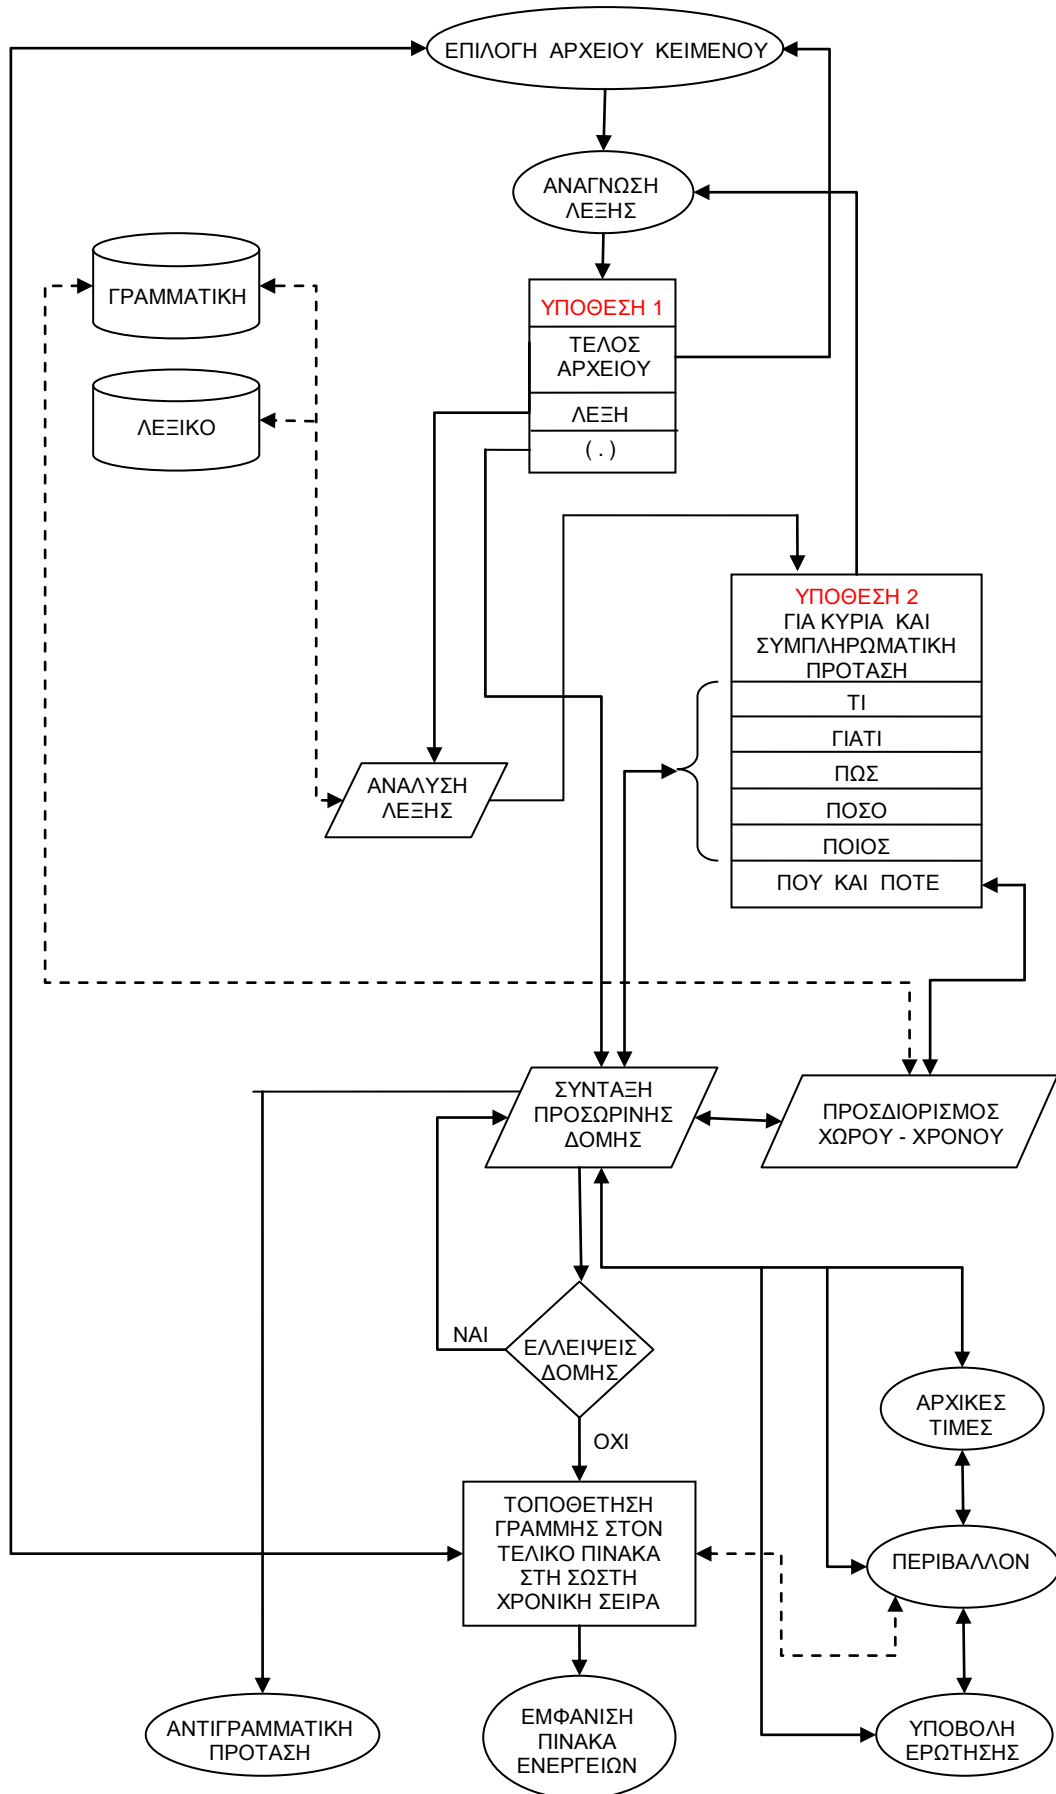 ΕΠΙΛΟΓΗ ΑΡΧΕΙΟΥ ΚΕΙΜΕΝΟΥ
ΑΝΑΓΝΩΣΗ
ΛΕΞΗΣ
ΓΡΑΜΜΑΤΙΚΗ
ΥΠΟΘΕΣΗ 1
ΤΕΛΟΣ
ΑΡΧΕΙΟΥ
ΛΕΞΗ
( . )
ΛΕΞΙΚΟ
ΥΠΟΘΕΣΗ 2
ΓΙΑ ΚΥΡΙΑ ΚΑΙ
ΣΥΜΠΛΗΡΩΜΑΤΙΚΗ
ΠΡΟΤΑΣΗ
ΤΙ
ΓΙΑΤΙ
ΠΩΣ
ΠΟΣΟ
ΠΟΙΟΣ
ΠΟΥ ΚΑΙ ΠΟΤΕ
ΑΝΑΛΥΣΗ
ΛΕΞΗΣ
ΣΥΝΤΑΞΗ
ΠΡΟΣΩΡΙΝΗΣ
ΔΟΜΗΣ
ΠΡΟΣΔΙΟΡΙΣΜΟΣ
ΧΩΡΟΥ - ΧΡΟΝΟΥ
ΝΑΙ
ΕΛΛΕΙΨΕΙΣ
ΔΟΜΗΣ
ΟΧΙ
ΑΡΧΙΚΕΣ
ΤΙΜΕΣ
ΤΟΠΟΘΕΤΗΣΗ
ΓΡΑΜΜΗΣ ΣΤΟΝ
ΤΕΛΙΚΟ ΠΙΝΑΚΑ
ΣΤΗ ΣΩΣΤΗ
ΧΡΟΝΙΚΗ ΣΕΙΡΑ
ΠΕΡΙΒΑΛΛΟΝ
ΑΝΤΙΓΡΑΜΜΑΤΙΚΗ
ΠΡΟΤΑΣΗ
ΕΜΦΑΝΙΣΗ
ΠΙΝΑΚΑ
ΕΝΕΡΓΕΙΩΝ
ΥΠΟΒΟΛΗ
ΕΡΩΤΗΣΗΣ